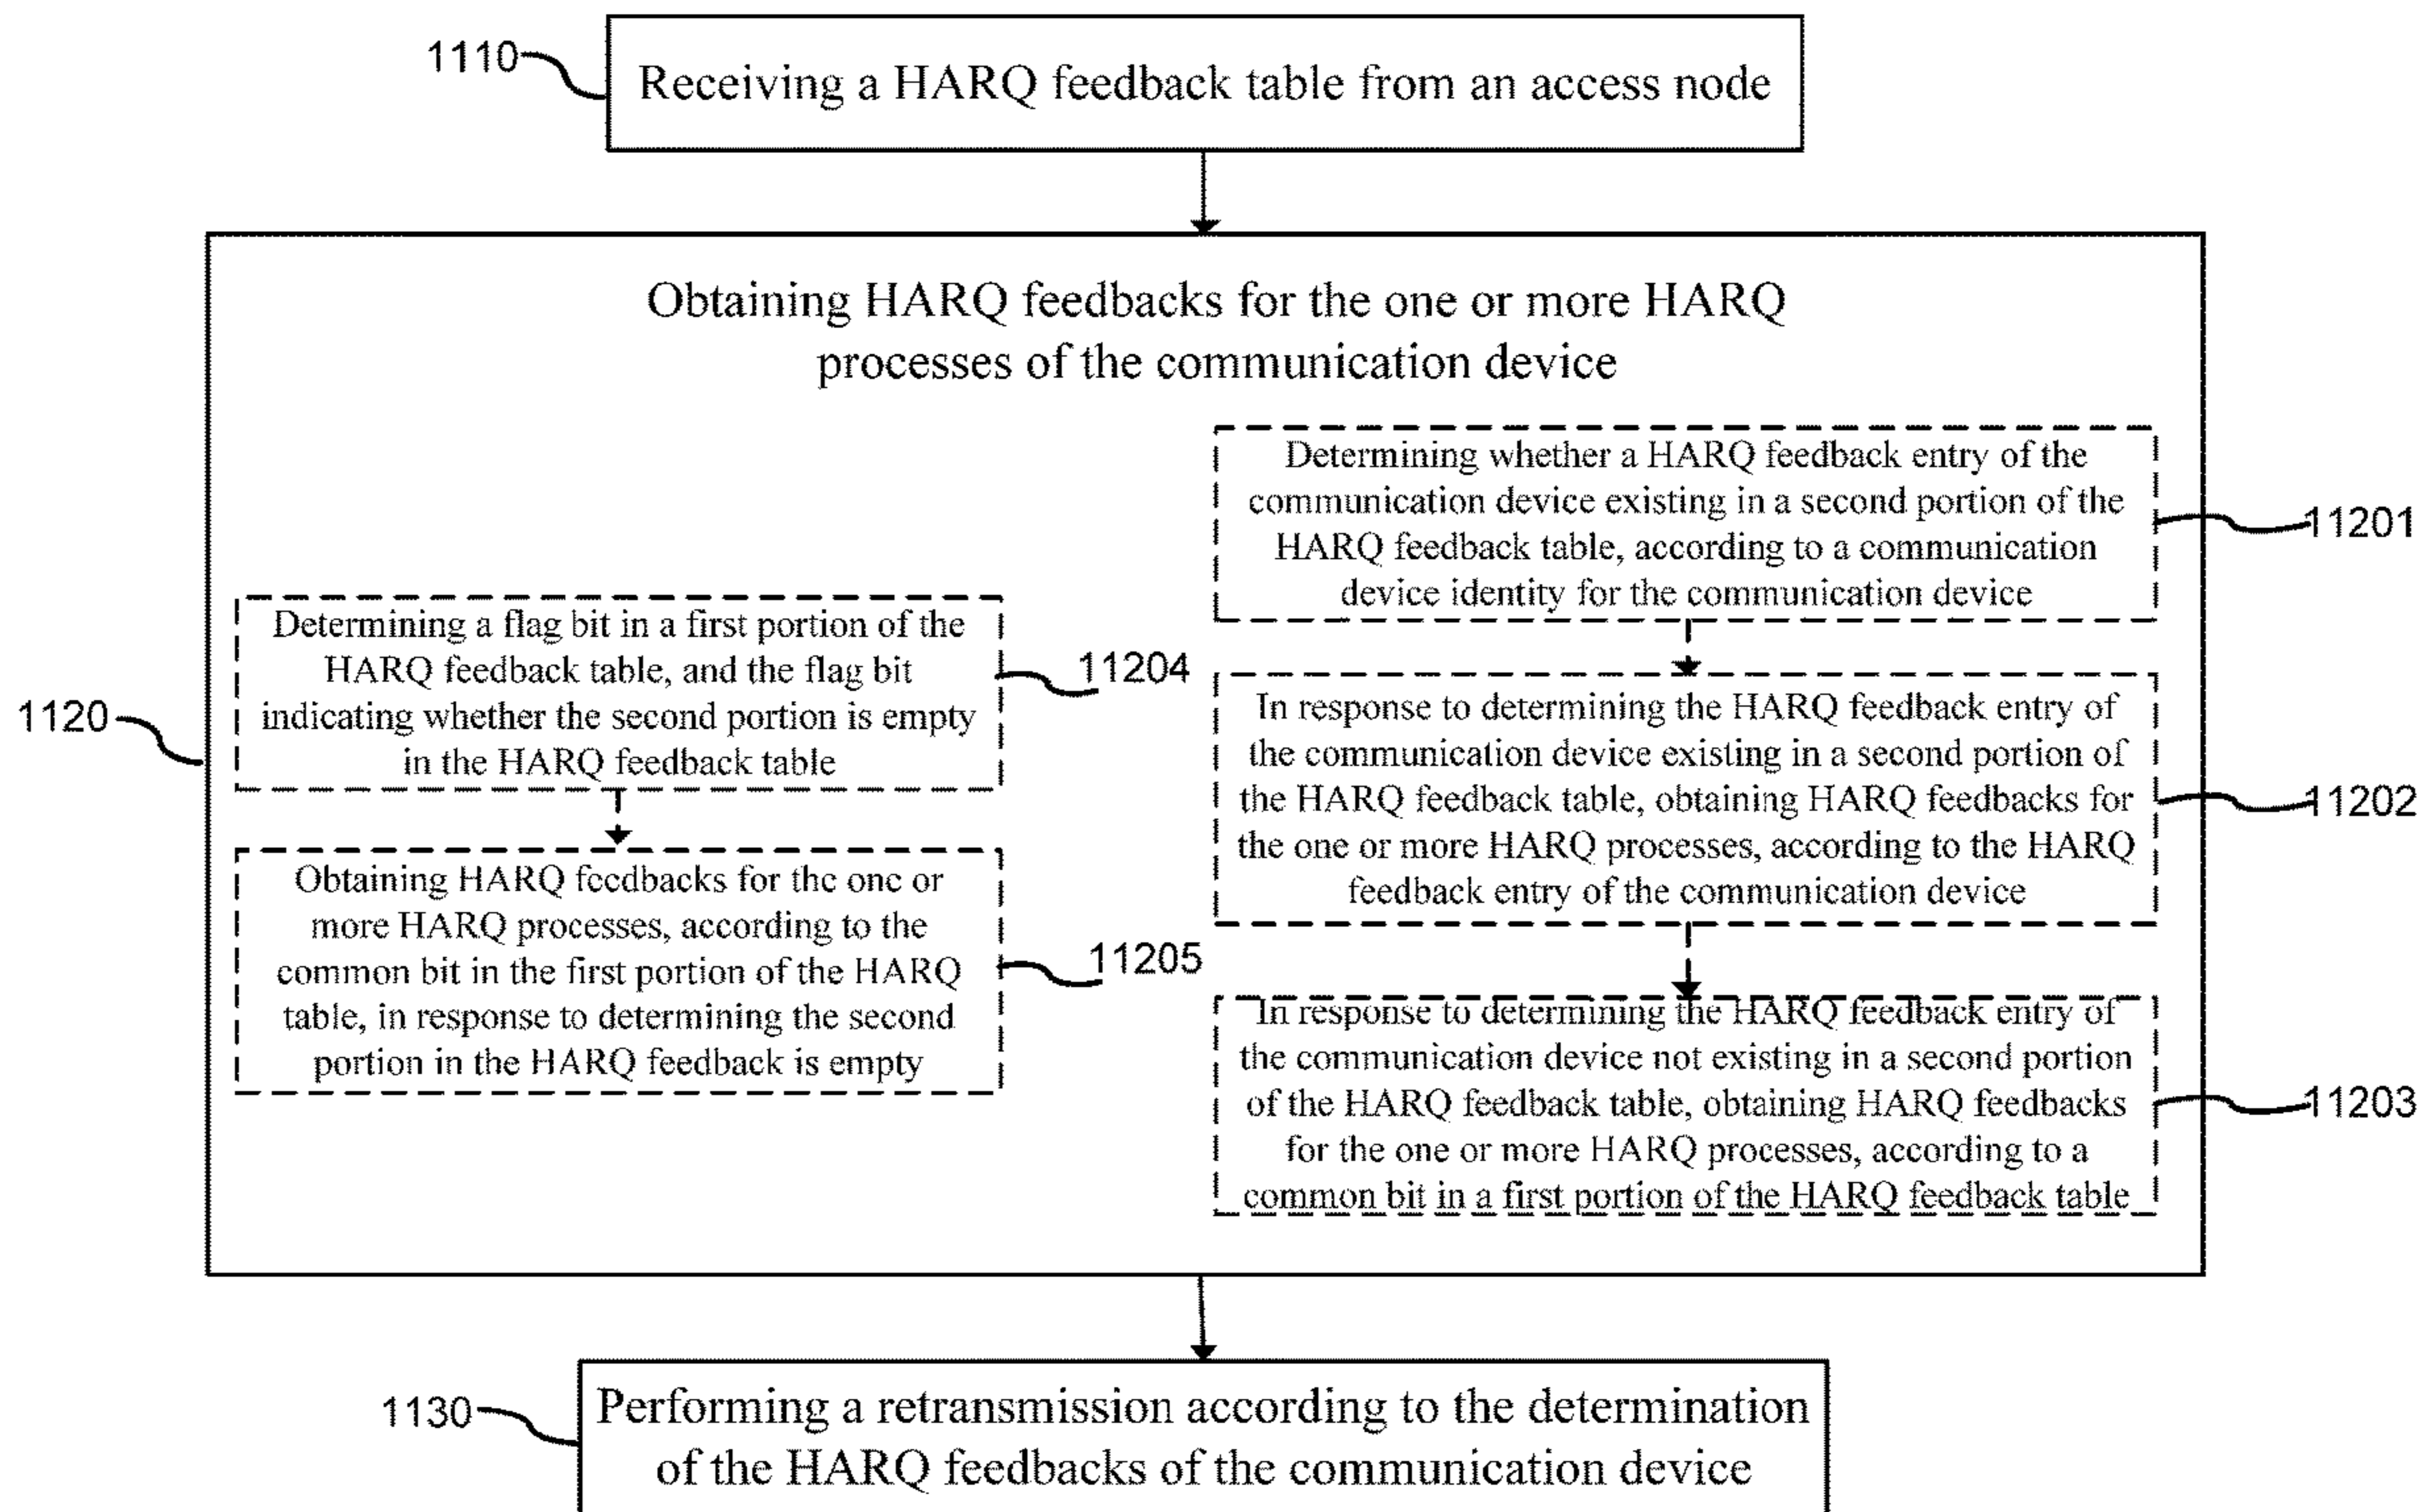 1110
Receiving a HARQ feedback table from an access node
1120
Obtaining HARQ feedbacks for the one or more HARQ
processes of the communication device
Determining a flag bit in a first portion of the
HARQ feedback table, and the flag bit
indicating whether the second portion is empty
in the HARQ feedback table
11204
Obtaining HARQ feedbacks for the one or
more HARQ processes, according to the
common bit in the first portion of the HARQ
table, in response to determining the second
portion in the HARQ feedback is empty
11205
Determining whether a HARQ feedback entry of the
communication device existing in a second portion of the
HARQ feedback table, according to a communication
device identity for the communication device
11201
In response to determining the HARQ feedback entry of
the communication device existing in a second portion of
the HARQ feedback table, obtaining HARQ feedbacks for
the one or more HARQ processes, according to the HARQ
feedback entry of the communication device
11202
In response to determining the HARQ feedback entry of
the communication device not existing in a second portion
of the HARQ feedback table, obtaining HARQ feedbacks
for the one or more HARQ processes, according to a
common bit in a first portion of the HARQ feedback table
11203
1130
Performing a retransmission according to the determination
of the HARQ feedbacks of the communication device